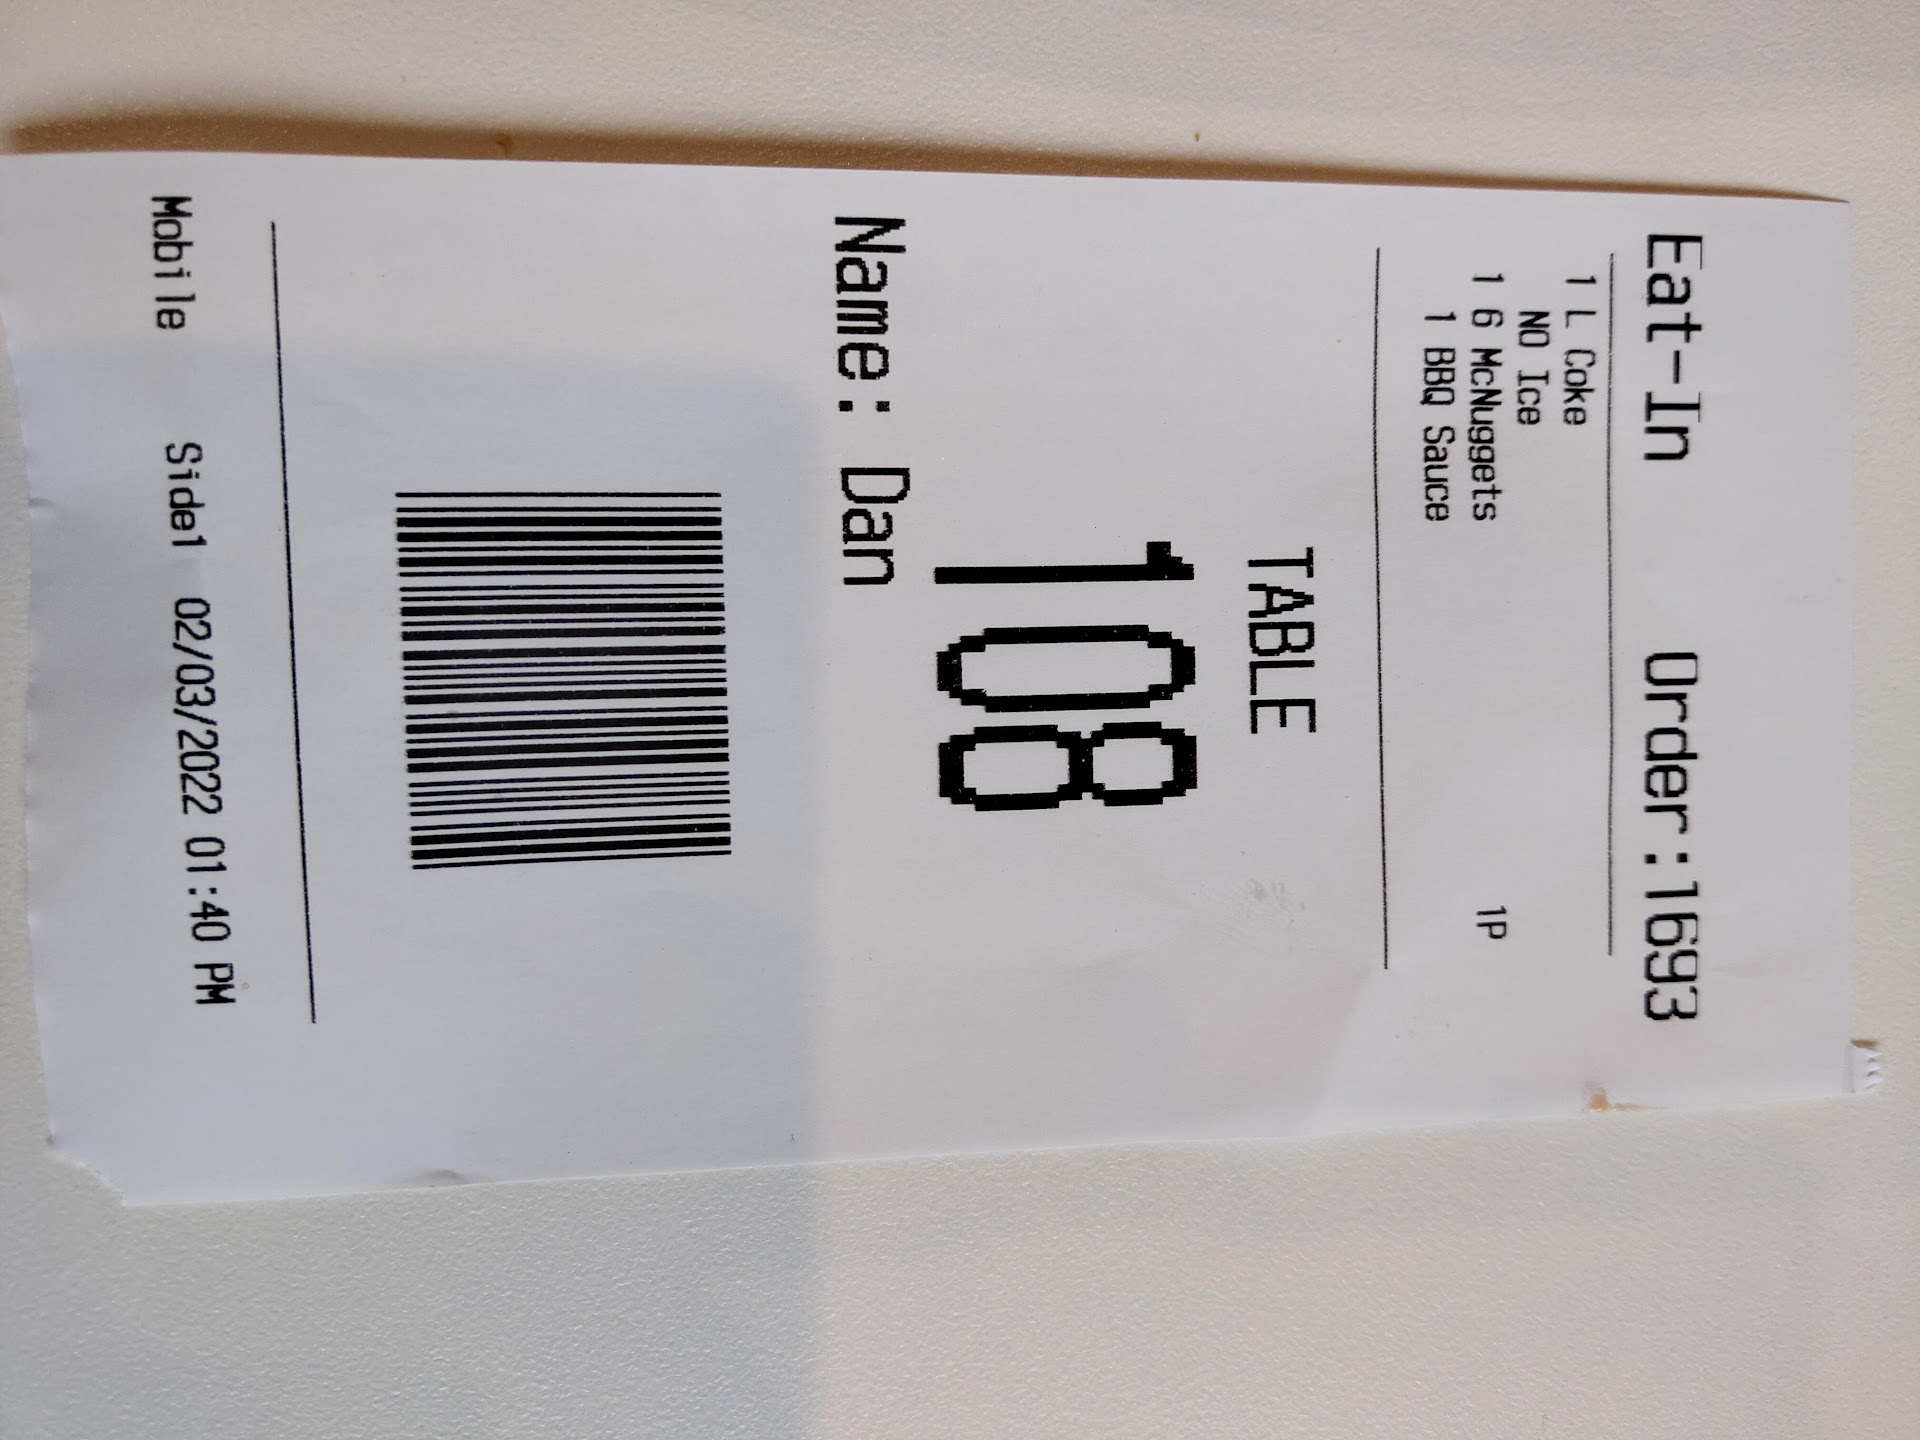 Eat-In Order:1693
1 L Coke
NO Ice
1 6 McNuggets 1P
1 BBQ Sauce
TABLE
108
Name: Dan
Mobile Side1 02/03/2022 01:40 PM